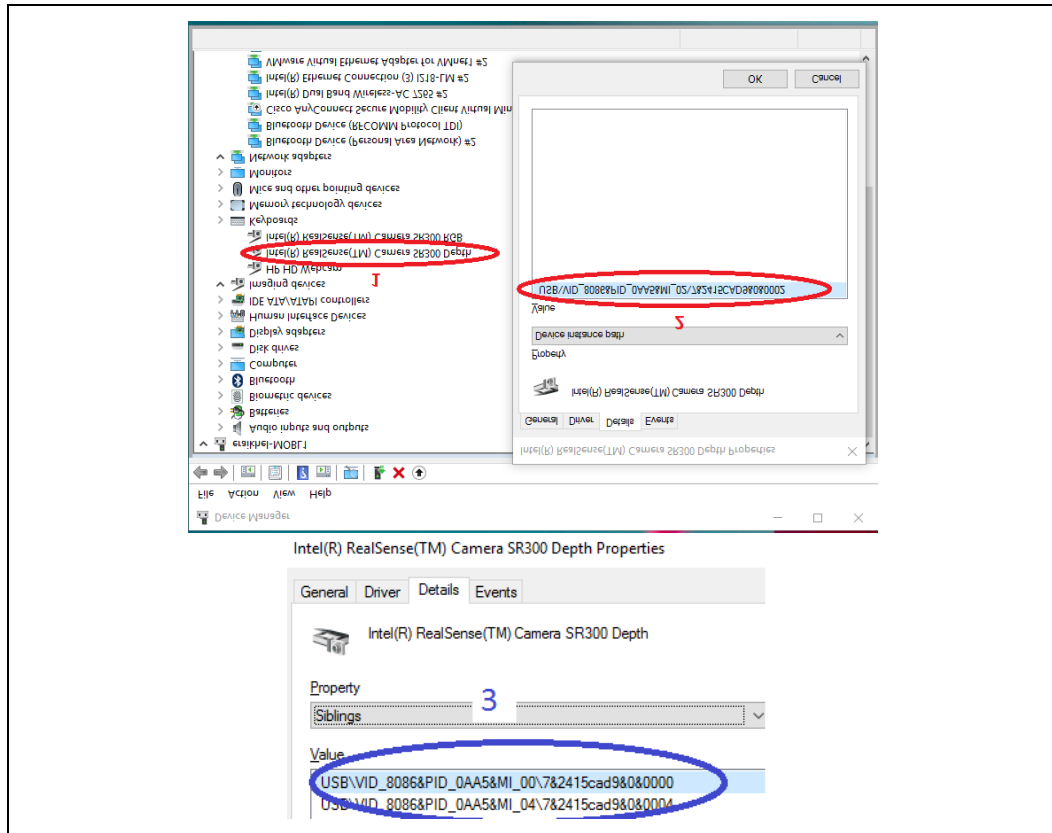 Device Manager
File Action View Help
eraikhel-MOBL1
Audio inputs and outputs
Batteries
Biometric devices
Bluetooth
Computer
Disk drives
Display adapters
Human Interface Devices
IDE ATA/ATAPI controllers
Imaging devices
1
HP HD Webcam
Intel(R) RealSense(TM) Camera SR300 Depth
Intel(R) RealSense(TM) Camera SR300 RGB
Keyboards
Memory technology devices
Mice and other pointing devices
Monitors
Network adapters
Bluetooth Device (Personal Area Network) #2
Bluetooth Device (RFCOMM Protocol TDI)
Cisco AnyConnect Secure Mobility Client Virtual Min
Intel(R) Dual Band Wireless-AC 7265 #2
Intel(R) Ethernet Connection (3) I218-LM #2
VMware Virtual Ethernet Adapter for VMnet1 #2
Intel(R) RealSense(TM) Camera SR300 Depth Properties
General Driver Details Events
Intel(R) RealSense(TM) Camera SR300 Depth
Property
Device instance path
2
Value
USB\VID_8086&PID_0AA5&MI_02\7&2415CAD9&0&0002
OK Cancel
Intel(R) RealSense(TM) Camera SR300 Depth Properties
General Driver Details Events
Intel(R) RealSense(TM) Camera SR300 Depth
Property
3
Siblings
Value
USB\VID_8086&PID_0AA5&MI_00\7&2415cad9&0&0000
USB\VID_8086&PID_0AA5&MI_04\7&2415cad9&0&0004